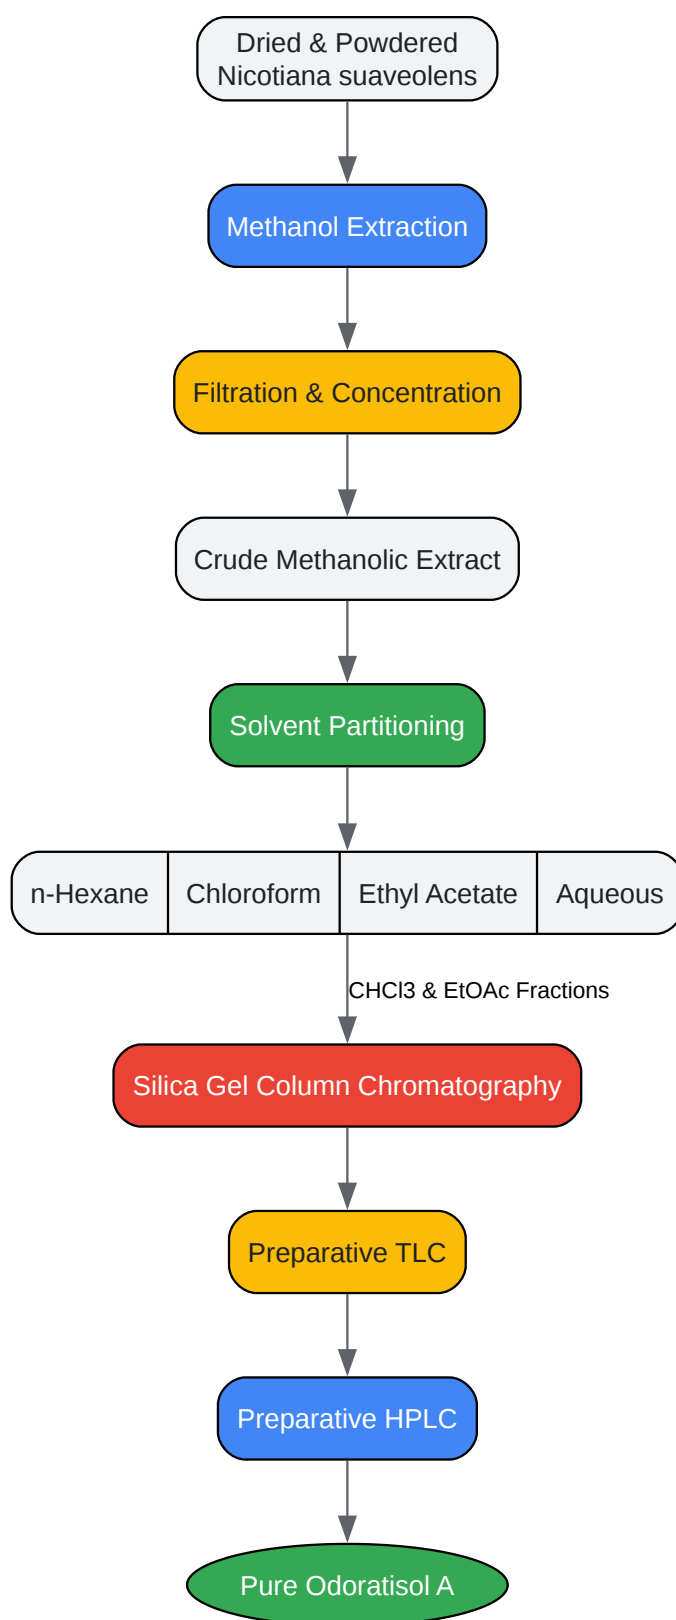 Dried & Powdered
Nicotiana suaveolens
Methanol Extraction
Filtration & Concentration
Crude Methanolic Extract
Solvent Partitioning
n-Hexane Chloroform Ethyl Acetate Aqueous
CHCl3 & EtOAc Fractions
Silica Gel Column Chromatography
Preparative TLC
Preparative HPLC
Pure Odoratisol A